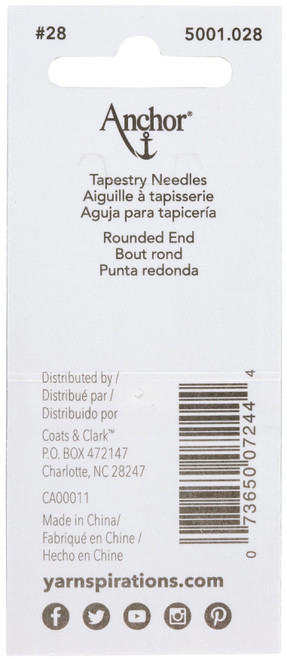 #28 5001.028
Anchor®
Tapestry Needles
Aiguille à tapisserie
Aguja para tapicería
Rounded End
Bout rond
Punta redonda
Distributed by /
Distribué par /
Distribuido por
Coats & Clark™
P.O. BOX 472147
Charlotte, NC 28247
CA00011
Made in China/
Fabriqué en Chine /
Hecho en Chine
0 73650 07244 4
yarnspirations.com